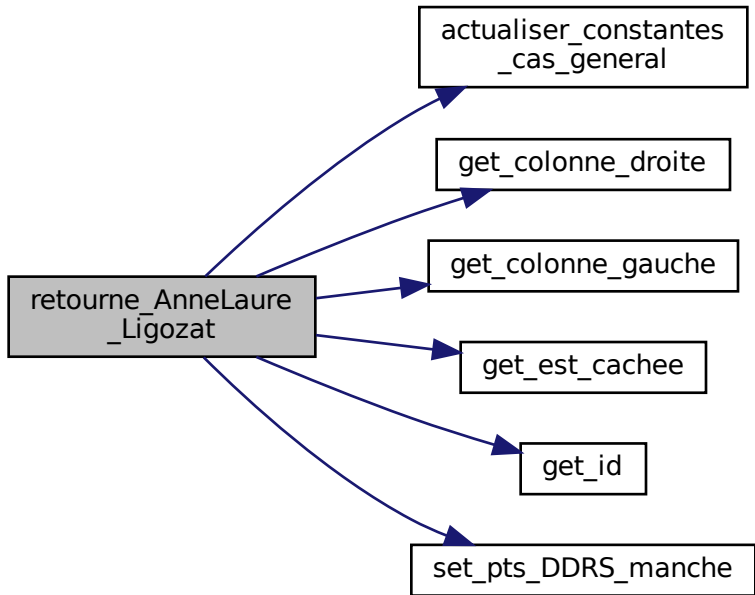 actualiser_constantes
_cas_general
get_colonne_droite
get_colonne_gauche
retourne_AnneLaure
_Ligozat
get_est_cachee
get_id
set_pts_DDRS_manche